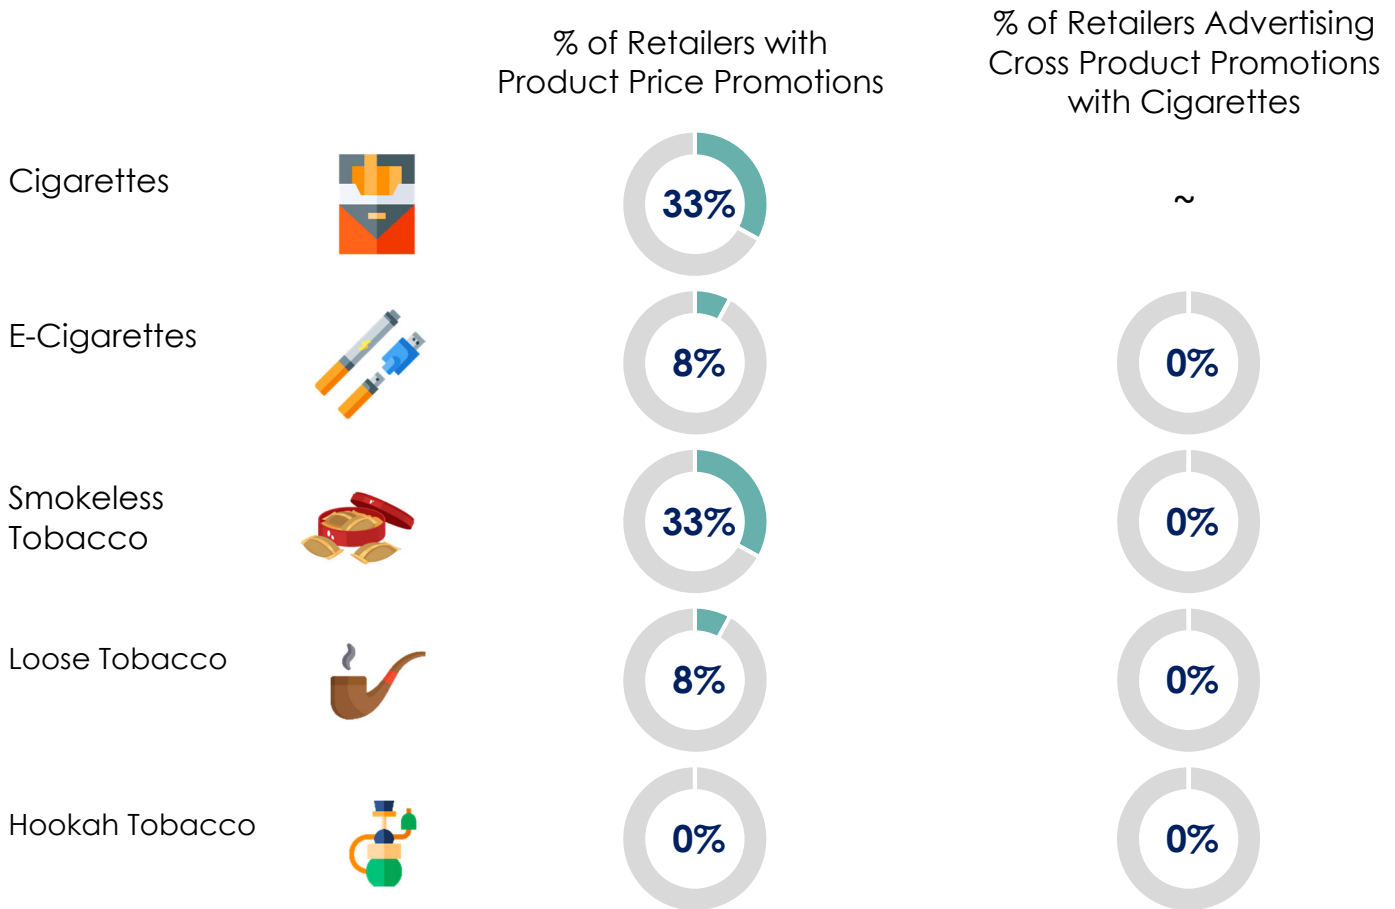 % of Retailers with
Product Price Promotions
% of Retailers Advertising
Cross Product Promotions
with Cigarettes
Cigarettes
33%
~
E-Cigarettes
8%
0%
Smokeless
Tobacco
33%
0%
Loose Tobacco
8%
0%
Hookah Tobacco
0%
0%